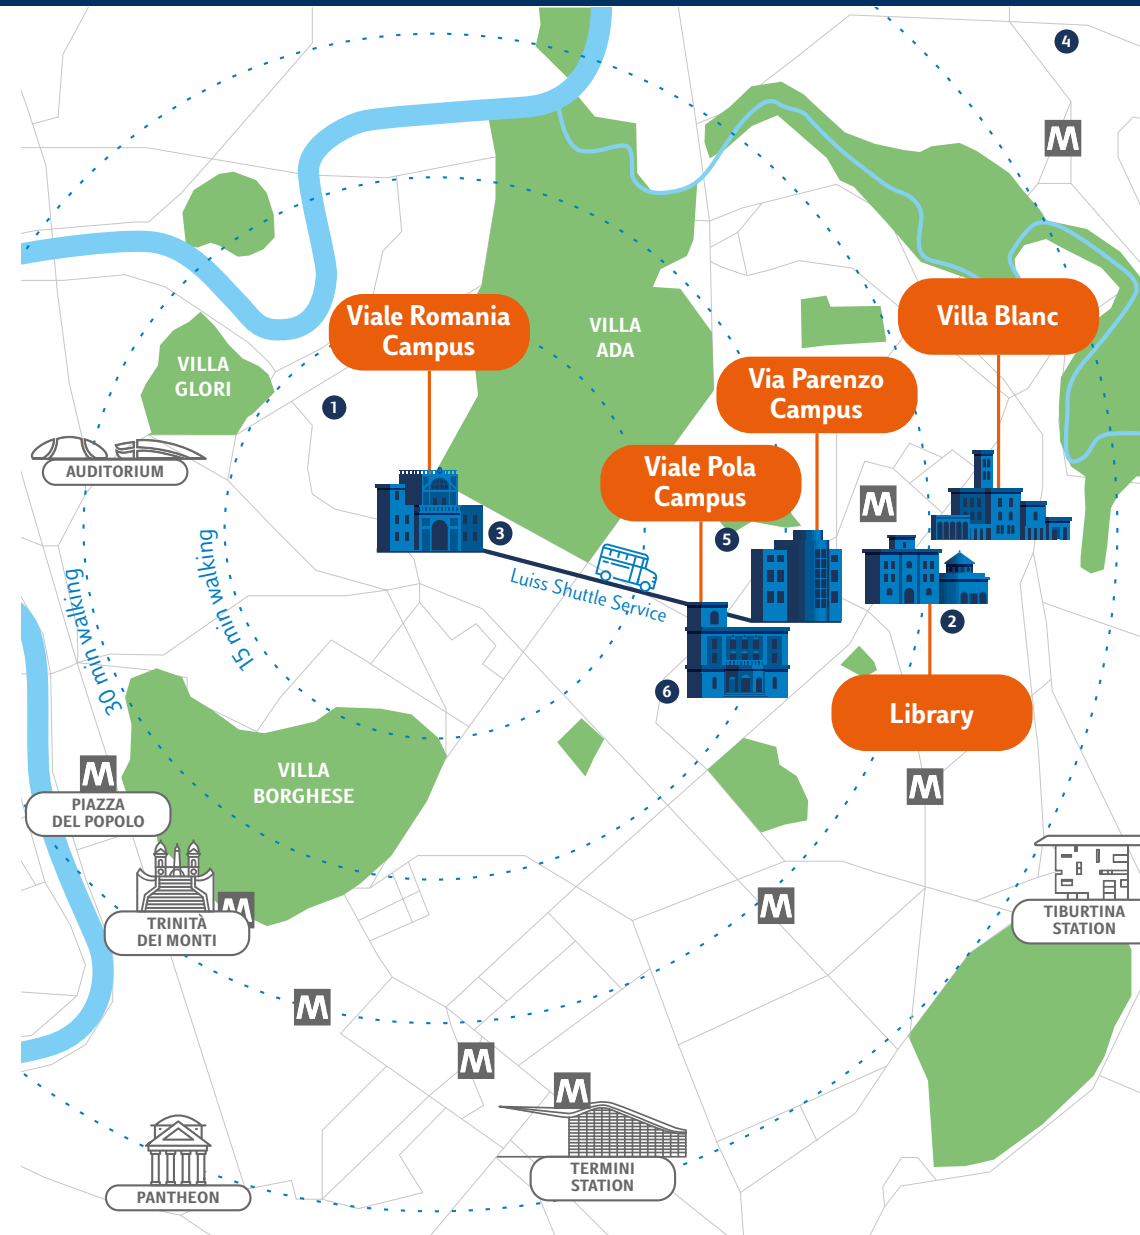 4
M
Viale Romania
Campus
VILLA
ADA
Villa Blanc
VILLA
GLORI
Via Parenzo
Campus
1
AUDITORIUM
Viale Pola
Campus
M
3
5
Luiss Shuttle Service
15 min walking
30 min walking
2
6
Library
M
PIAZZA
DEL POPOLO
VILLA
BORGHESE
M
M
TRINITÀ
DEI MONTI
M
TIBURTINA
STATION
M
M
M
TERMINI
STATION
PANTHEON